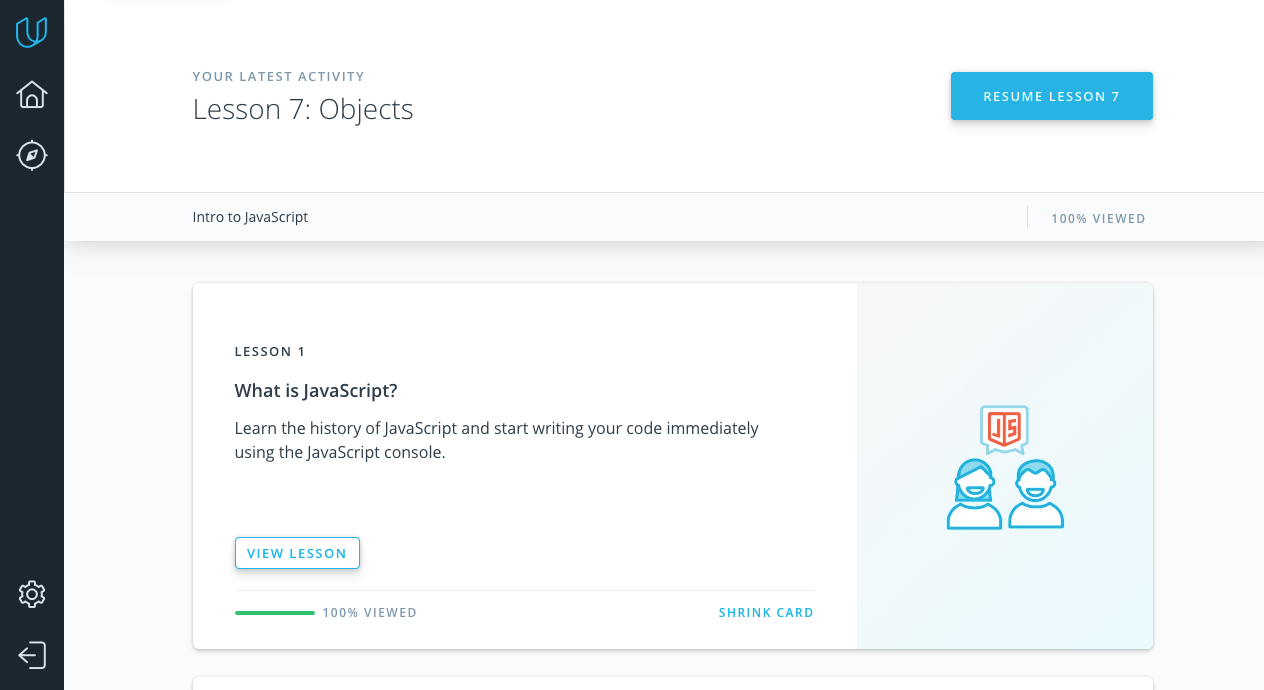 YOUR LATEST ACTIVITY
Lesson 7: Objects
RESUME LESSON 7
Intro to JavaScript
100% VIEWED
LESSON 1
What is JavaScript?
Learn the history of JavaScript and start writing your code immediately
using the JavaScript console.
JS
VIEW LESSON
100% VIEWED
SHRINK CARD